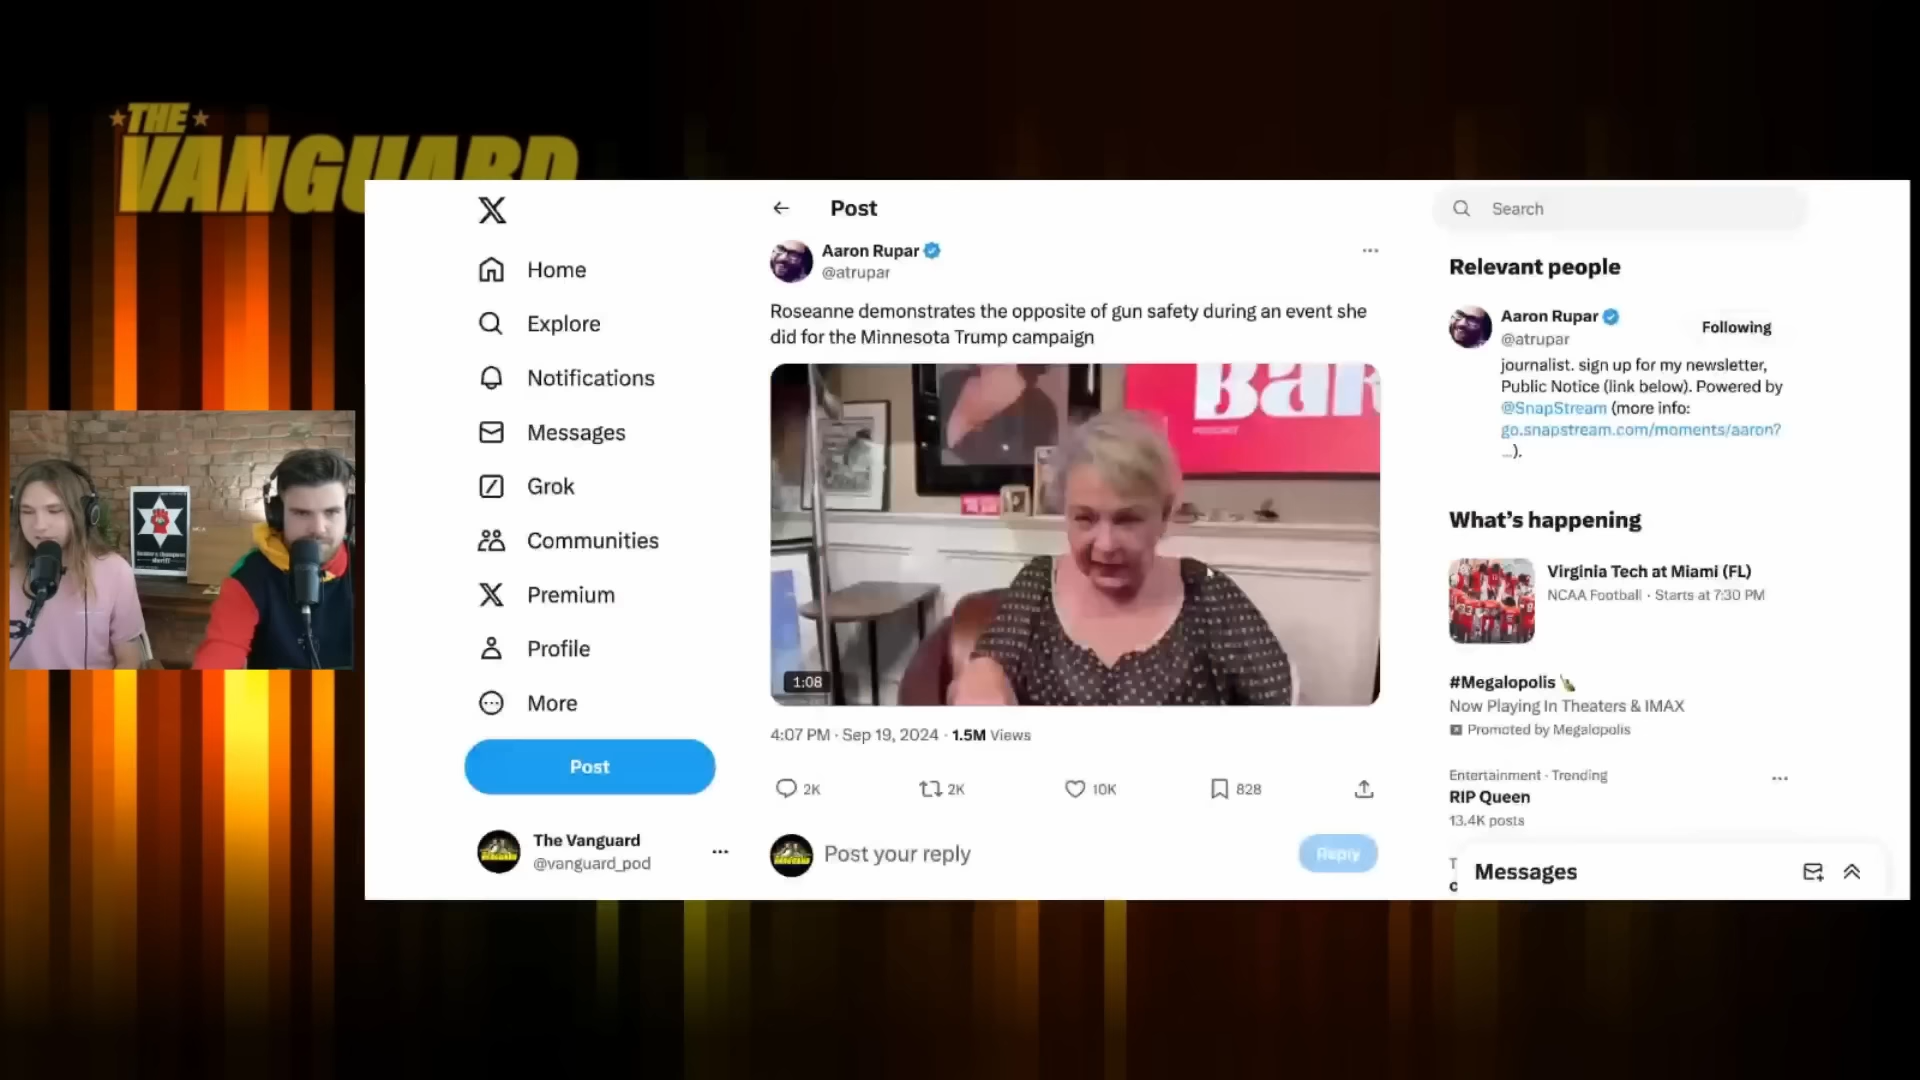 THE
VANGUARD
Home
Explore
Notifications
Messages
Grok
Communities
Premium
Profile
More
Post
The Vanguard
@vanguard_pod
Post
Aaron Rupar
@atrupar
Roseanne demonstrates the opposite of gun safety during an event she
did for the Minnesota Trump campaign
Bar
PODCAST
1:08
4:07 PM · Sep 19, 2024 · 1.5M Views
2K
2K
10K
828
Post your reply
Reply
Search
Relevant people
Aaron Rupar
@atrupar
Following
journalist. sign up for my newsletter,
Public Notice (link below). Powered by
@SnapStream (more info:
go.snapstream.com/moments/aaron?
...).
What's happening
Virginia Tech at Miami (FL)
NCAA Football · Starts at 7:30 PM
#Megalopolis
Now Playing In Theaters & IMAX
Promoted by Megalopolis
Entertainment · Trending
RIP Queen
13.4K posts
Messages